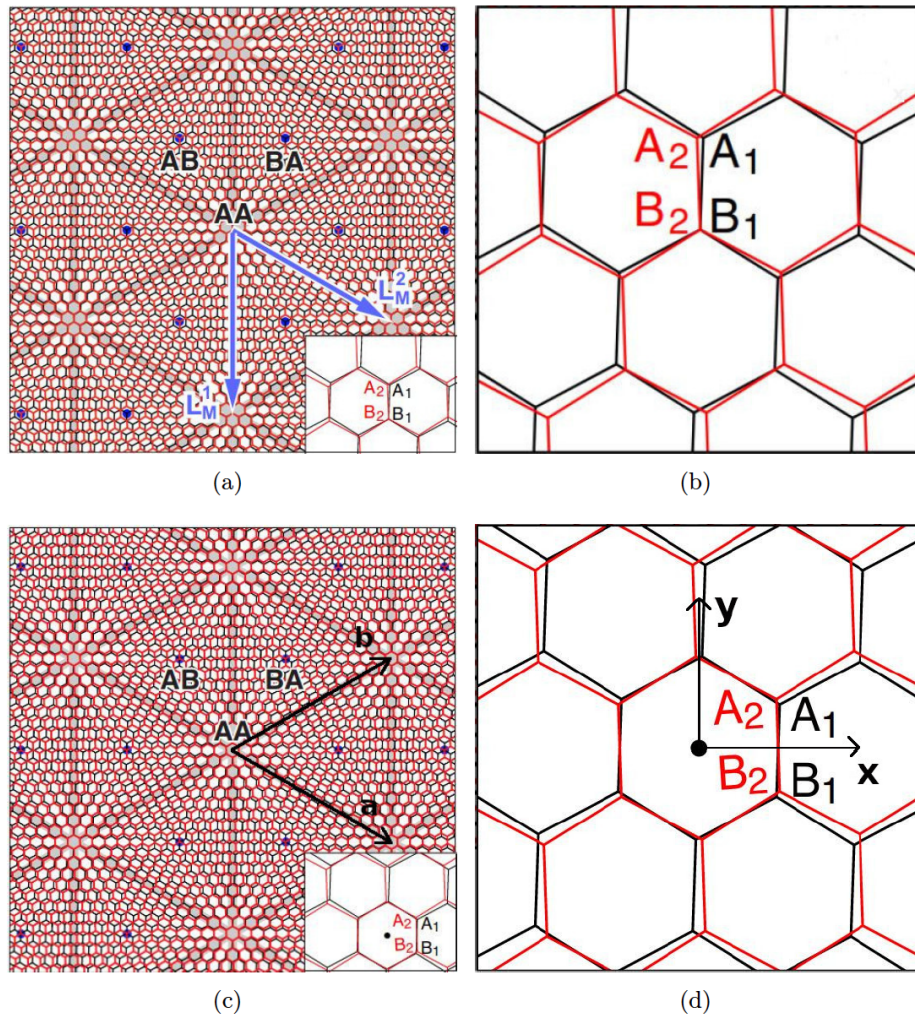 AB BA
AA
L_M^2
L_M^1
A₂ A₁
B₂ B₁
(a)
A₂ A₁
B₂ B₁
(b)
b
AB BA
AA
a
A₂ A₁
B₂ B₁
(c)
y
A₂ A₁
x
B₂ B₁
(d)